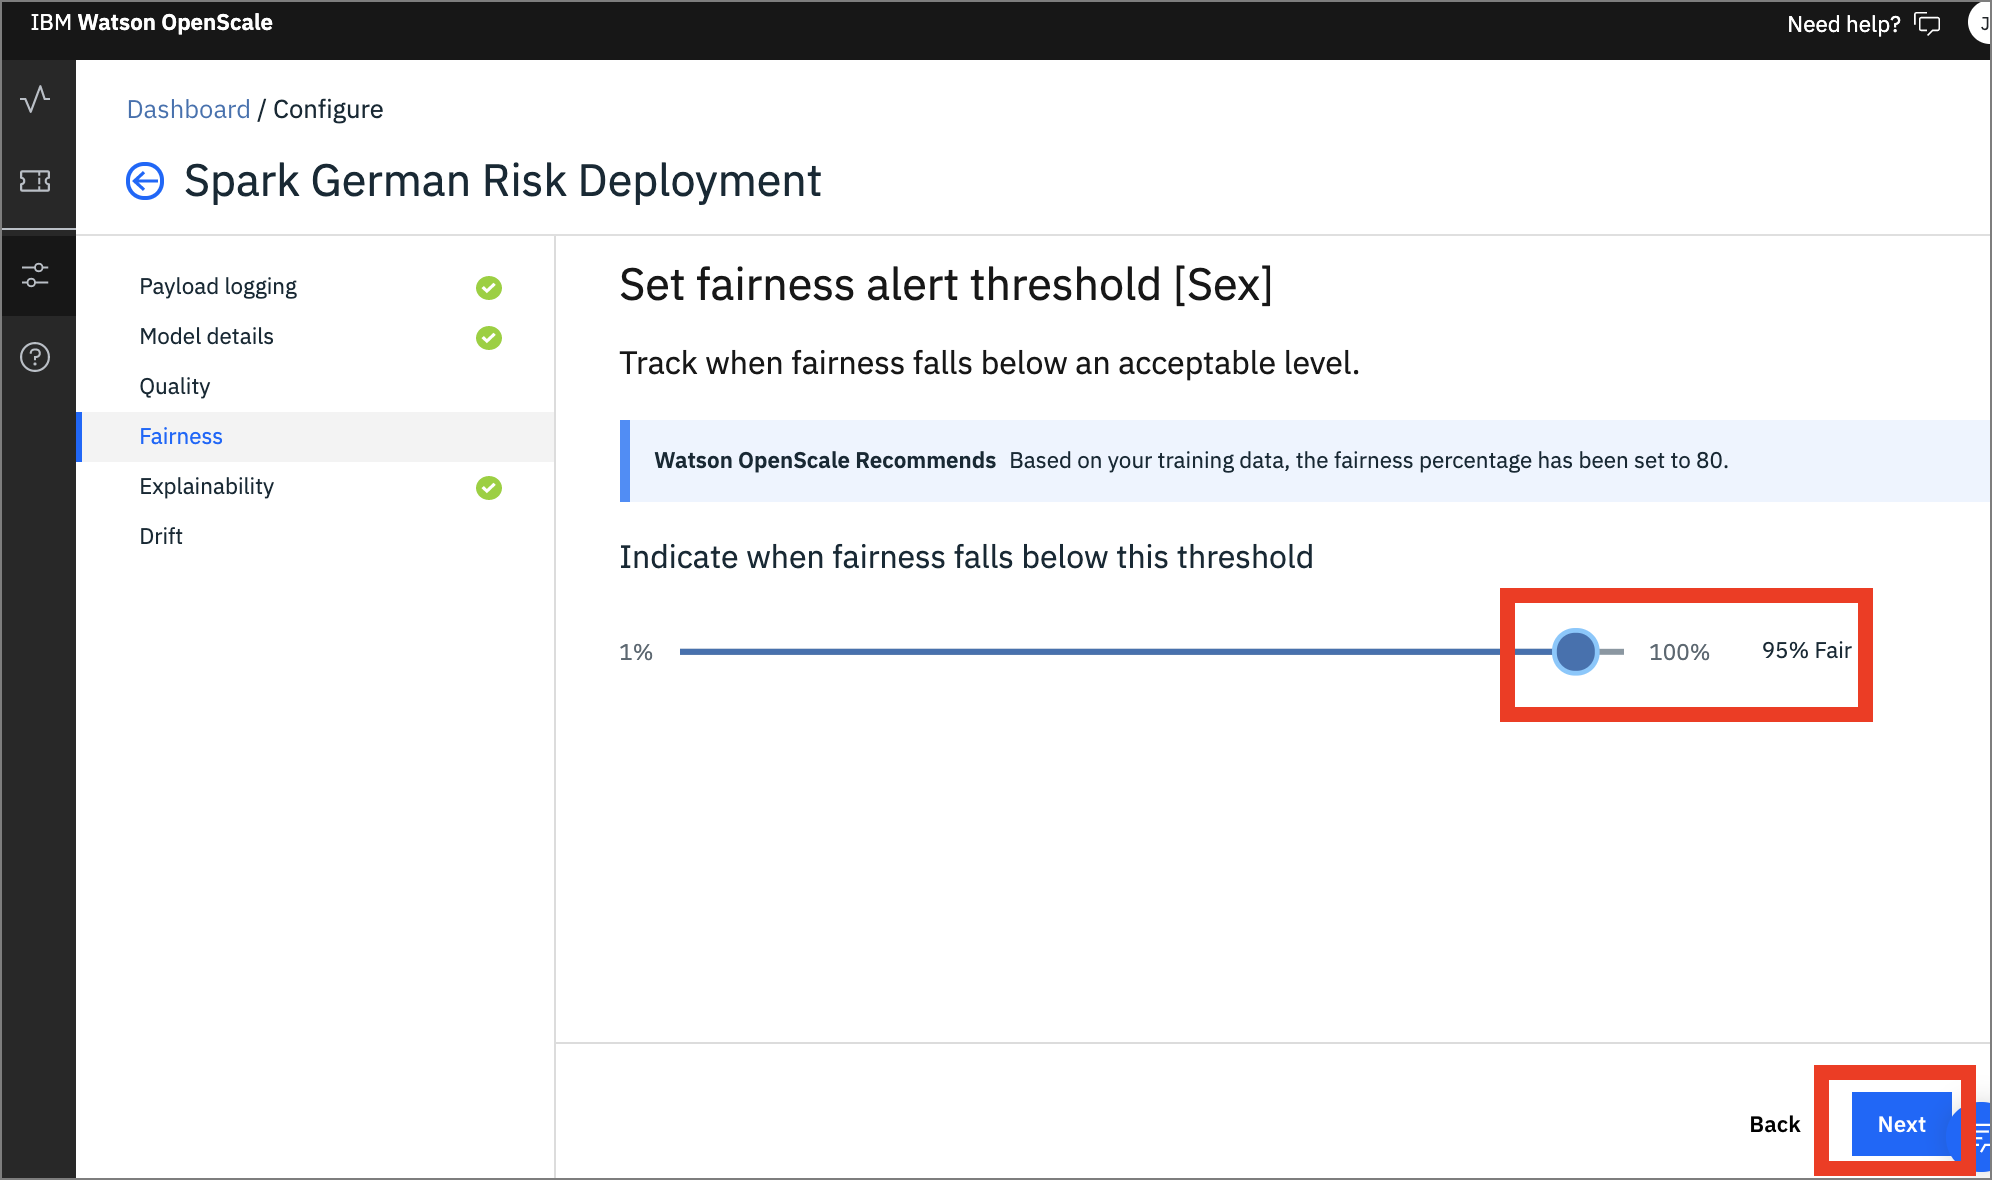 IBM Watson OpenScale
Need help?
J
Dashboard / Configure
Spark German Risk Deployment
Payload logging
Model details
Quality
Fairness
Explainability
Drift
Set fairness alert threshold [Sex]
Track when fairness falls below an acceptable level.
Watson OpenScale Recommends Based on your training data, the fairness percentage has been set to 80.
Indicate when fairness falls below this threshold
1% 100% 95% Fair
Back Next